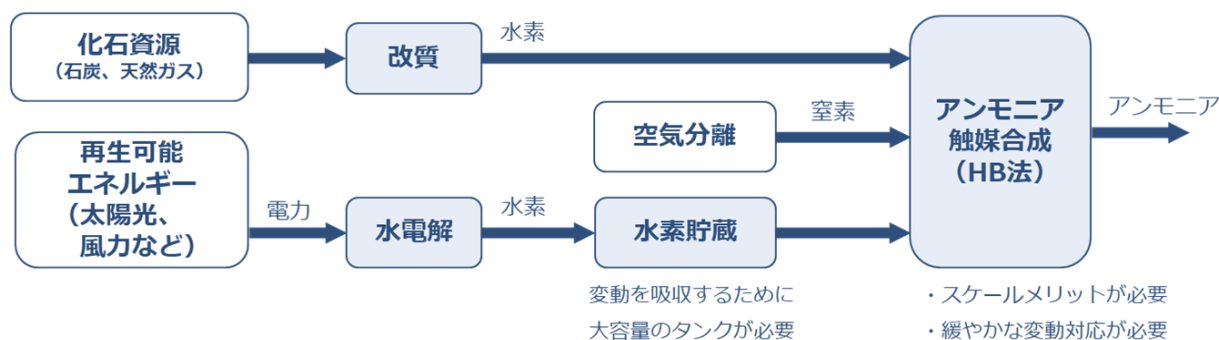 化石資源
（石炭、天然ガス）
改質
水素
空気分離
窒素
アンモニア
触媒合成
（HB法）
アンモニア
再生可能
エネルギー
（太陽光、
風力など）
電力
水電解
水素
水素貯蔵
変動を吸収するために
大容量のタンクが必要
・スケールメリットが必要
・緩やかな変動対応が必要